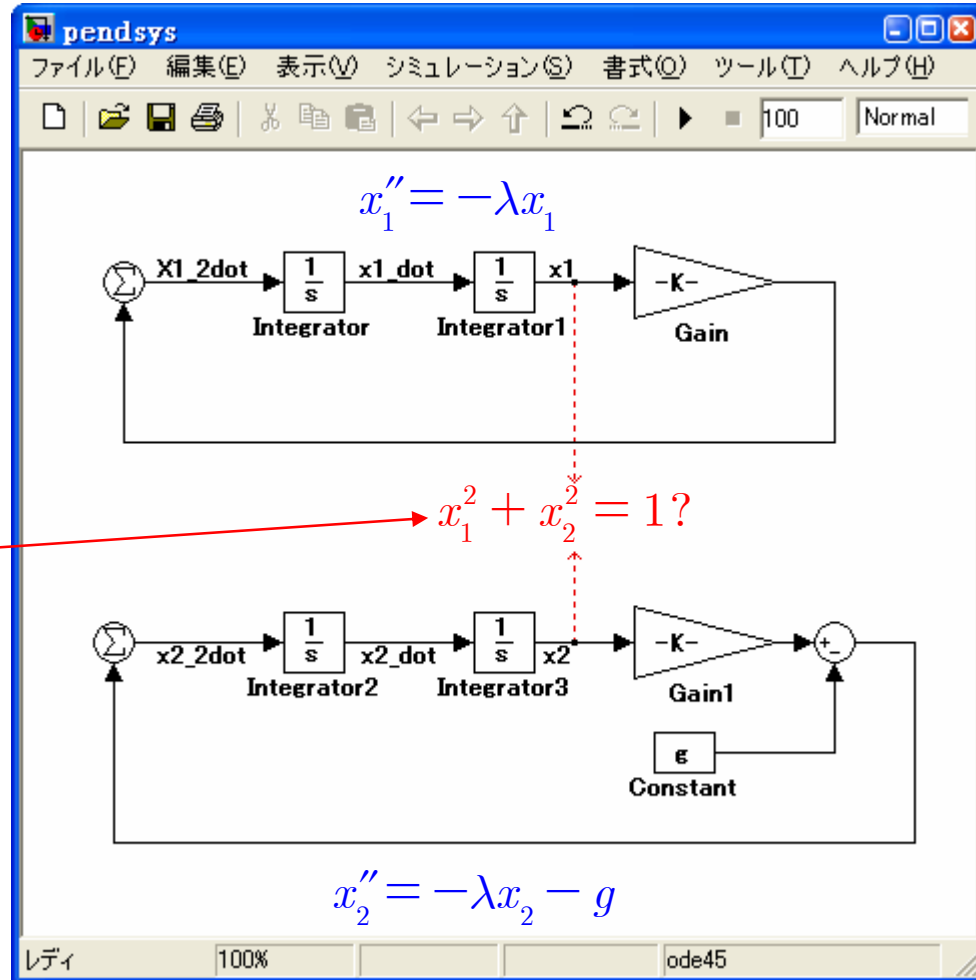 pendsys
ファイル(F) 編集(E) 表示(V) シミュレーション(S) 書式(O) ツール(T) ヘルプ(H)
100 Normal
x₁″ = −λx₁
X1_2dot 1/s x1_dot 1/s x1 -K-
Integrator Integrator1 Gain
x₁² + x₂² = 1?
x2_2dot 1/s x2_dot 1/s x2 -K- + −
Integrator2 Integrator3 Gain1
g
Constant
x₂″ = −λx₂ − g
レディ 100% ode45